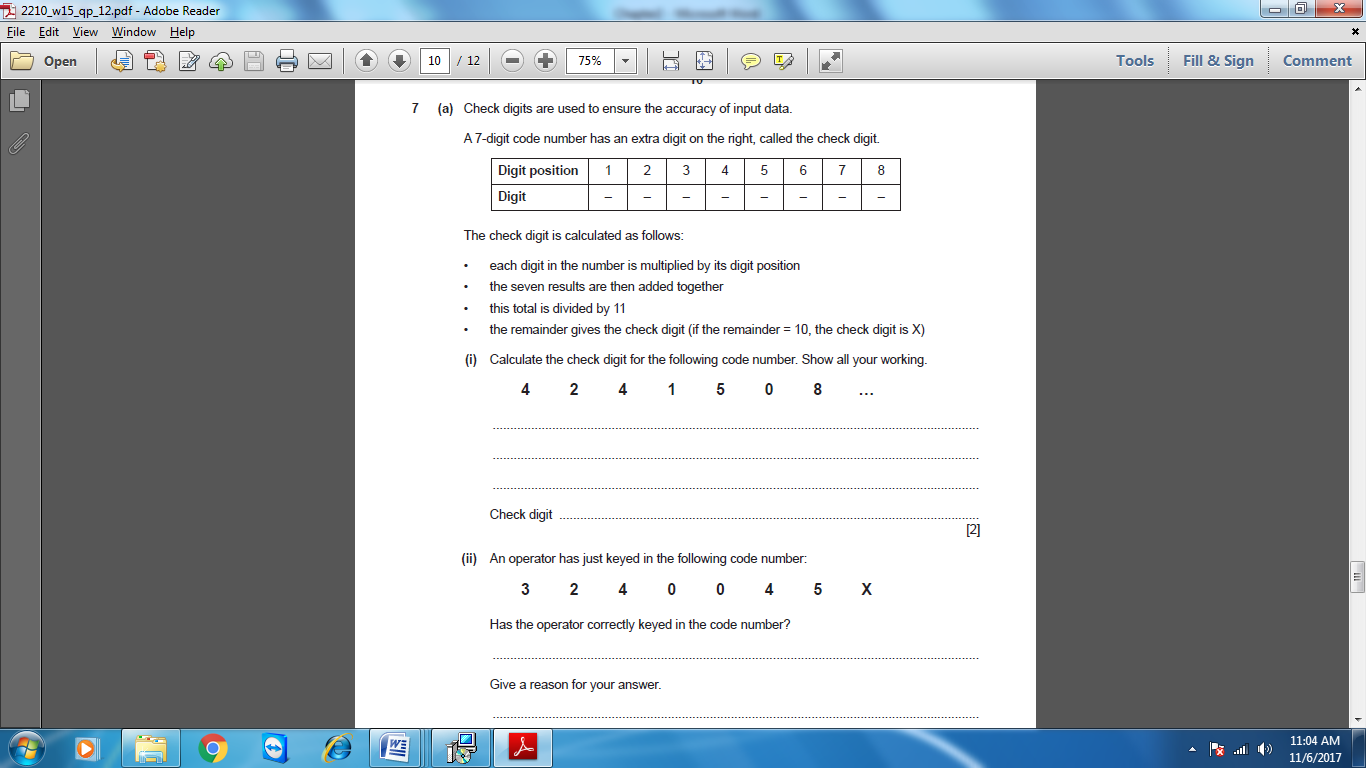 2210_w15_qp_12.pdf - Adobe Reader
File Edit View Window Help
Open 10 / 12 75% Tools Fill & Sign Comment
7 (a) Check digits are used to ensure the accuracy of input data.
A 7-digit code number has an extra digit on the right, called the check digit.
Digit position 1 2 3 4 5 6 7 8
Digit – – – – – – – –
The check digit is calculated as follows:
• each digit in the number is multiplied by its digit position
• the seven results are then added together
• this total is divided by 11
• the remainder gives the check digit (if the remainder = 10, the check digit is X)
(i) Calculate the check digit for the following code number. Show all your working.
4 2 4 1 5 0 8 ...
Check digit
[2]
(ii) An operator has just keyed in the following code number:
3 2 4 0 0 4 5 X
Has the operator correctly keyed in the code number?
Give a reason for your answer.
11:04 AM
11/6/2017